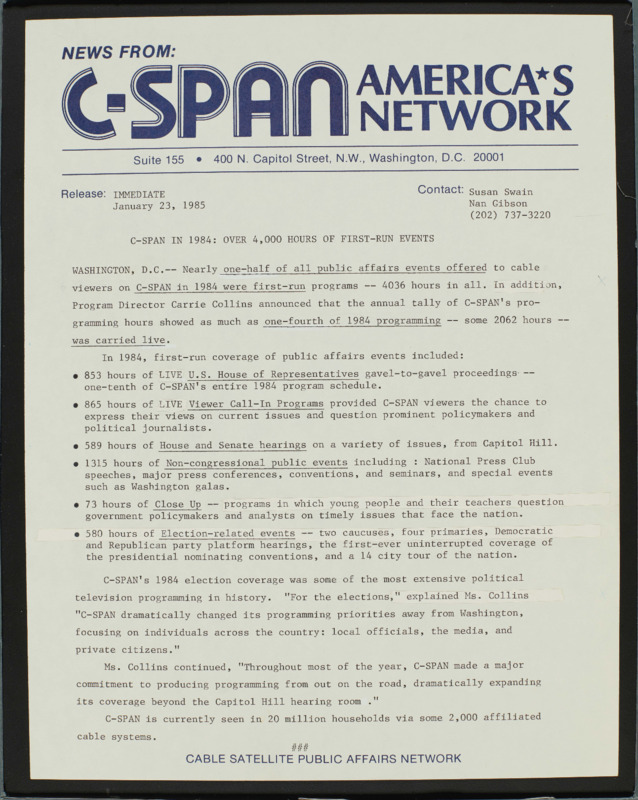 NEWS FROM:
C-SPAN AMERICA★S NETWORK
Suite 155 • 400 N. Capitol Street, N.W., Washington, D.C. 20001
Release: IMMEDIATE
January 23, 1985
Contact: Susan Swain
Nan Gibson
(202) 737-3220
C-SPAN IN 1984: OVER 4,000 HOURS OF FIRST-RUN EVENTS
WASHINGTON, D.C.-- Nearly one-half of all public affairs events offered to cable
viewers on C-SPAN in 1984 were first-run programs -- 4036 hours in all. In addition,
Program Director Carrie Collins announced that the annual tally of C-SPAN's pro-
gramming hours showed as much as one-fourth of 1984 programming -- some 2062 hours --
was carried live.
In 1984, first-run coverage of public affairs events included:
• 853 hours of LIVE U.S. House of Representatives gavel-to-gavel proceedings --
one-tenth of C-SPAN's entire 1984 program schedule.
• 865 hours of LIVE Viewer Call-In Programs provided C-SPAN viewers the chance to
express their views on current issues and question prominent policymakers and
political journalists.
• 589 hours of House and Senate hearings on a variety of issues, from Capitol Hill.
• 1315 hours of Non-congressional public events including : National Press Club
speeches, major press conferences, conventions, and seminars, and special events
such as Washington galas.
• 73 hours of Close Up -- programs in which young people and their teachers question
government policymakers and analysts on timely issues that face the nation.
• 580 hours of Election-related events -- two caucuses, four primaries, Democratic
and Republican party platform hearings, the first-ever uninterrupted coverage of
the presidential nominating conventions, and a 14 city tour of the nation.
C-SPAN's 1984 election coverage was some of the most extensive political
television programming in history. "For the elections," explained Ms. Collins
"C-SPAN dramatically changed its programming priorities away from Washington,
focusing on individuals across the country: local officials, the media, and
private citizens."
Ms. Collins continued, "Throughout most of the year, C-SPAN made a major
commitment to producing programming from out on the road, dramatically expanding
its coverage beyond the Capitol Hill hearing room ."
C-SPAN is currently seen in 20 million households via some 2,000 affiliated
cable systems.
###
CABLE SATELLITE PUBLIC AFFAIRS NETWORK